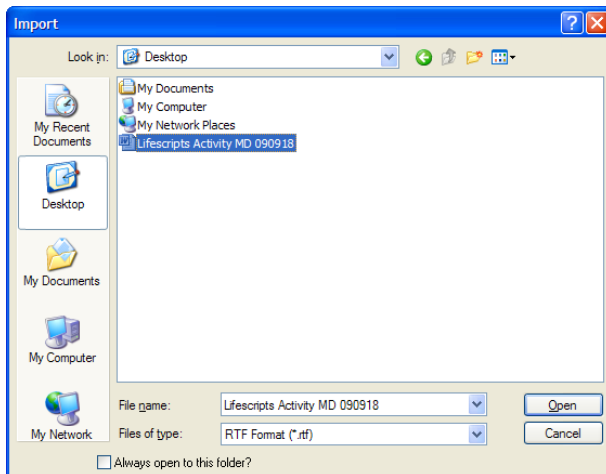 Import
Look in:
Desktop
My Recent
Documents
Desktop
My Documents
My Computer
My Network
My Documents
My Computer
My Network Places
Lifescripts Activity MD 090918
File name:
Lifescripts Activity MD 090918
Open
Files of type:
RTF Format (*.rtf)
Cancel
Always open to this folder?